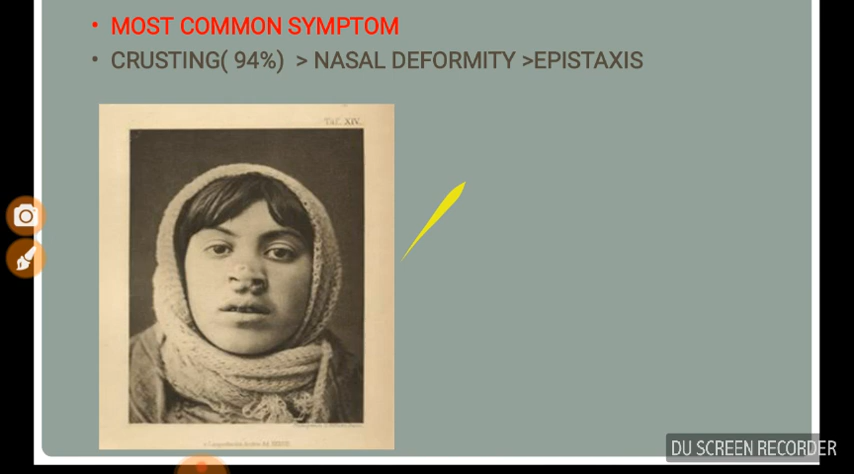 • MOST COMMON SYMPTOM
• CRUSTING( 94%) > NASAL DEFORMITY >EPISTAXIS
Taf. XIV.
DU SCREEN RECORDER